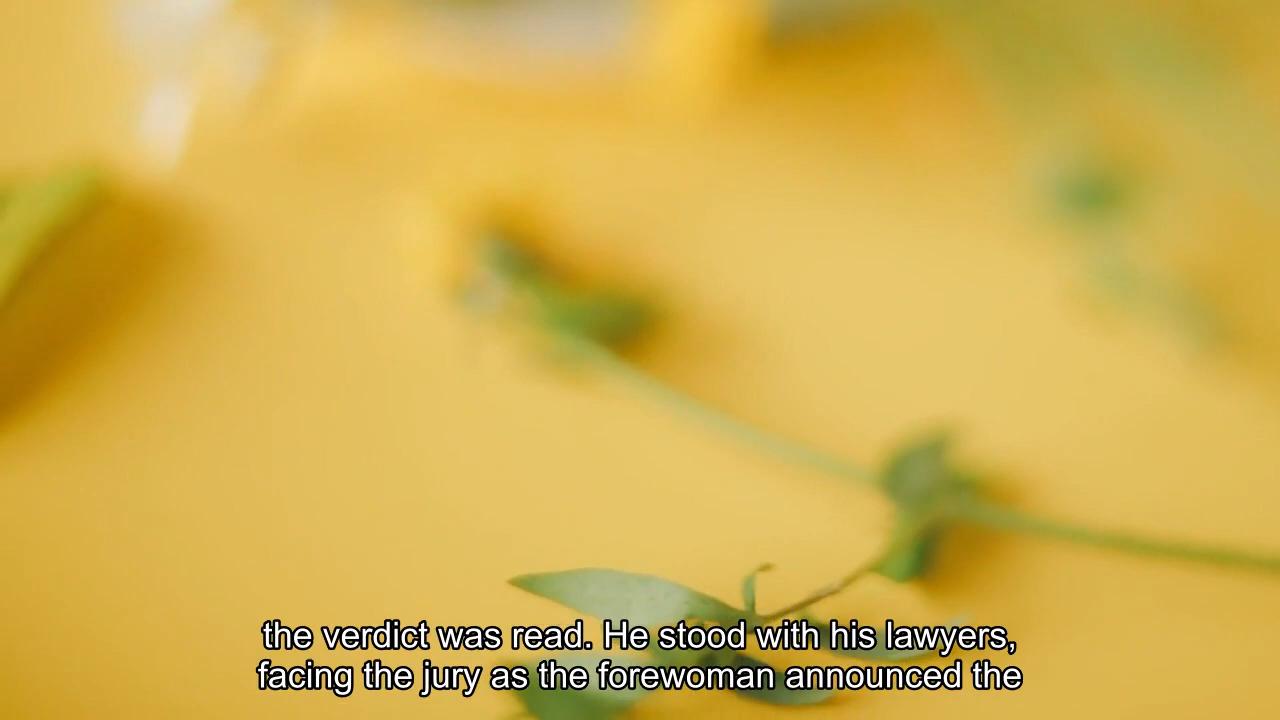 the verdict was read. He stood with his lawyers,
facing the jury as the forewoman announced the